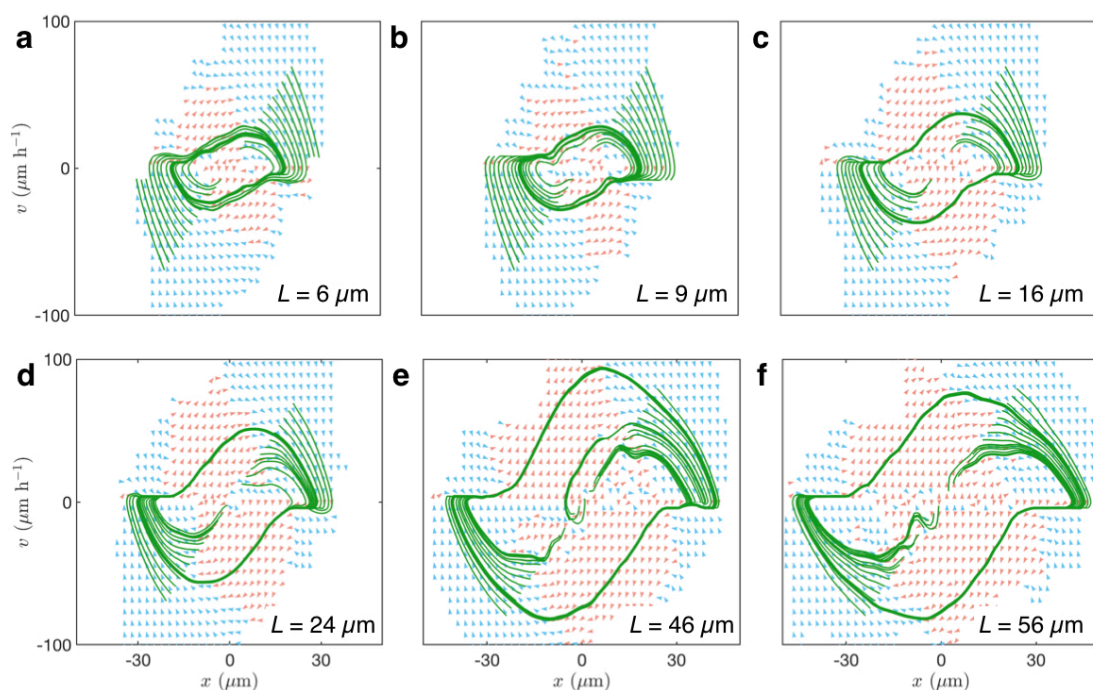 a b c
100
0
-100
v (μm h⁻¹)
L = 6 μm
L = 9 μm
L = 16 μm
d e f
100
0
-100
v (μm h⁻¹)
L = 24 μm
L = 46 μm
L = 56 μm
-30 0 30 -30 0 30 -30 0 30
x (μm) x (μm) x (μm)